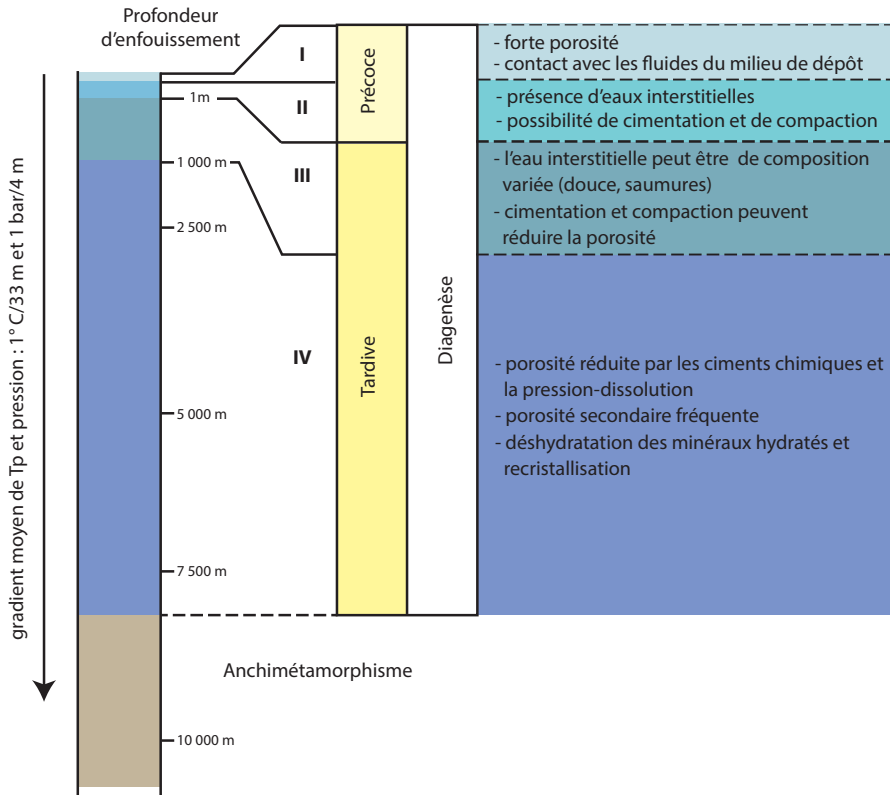 Profondeur
d'enfouissement
gradient moyen de Tp et pression : 1° C/33 m et 1 bar/4 m
1m
1 000 m
2 500 m
5 000 m
7 500 m
10 000 m
I
II
III
IV
Précoce
Tardive
Diagenèse
- forte porosité
- contact avec les fluides du milieu de dépôt
- présence d'eaux interstitielles
- possibilité de cimentation et de compaction
- l'eau interstitielle peut être de composition
variée (douce, saumures)
- cimentation et compaction peuvent
réduire la porosité
- porosité réduite par les ciments chimiques et
la pression-dissolution
- porosité secondaire fréquente
- déshydratation des minéraux hydratés et
recristallisation
Anchimétamorphisme